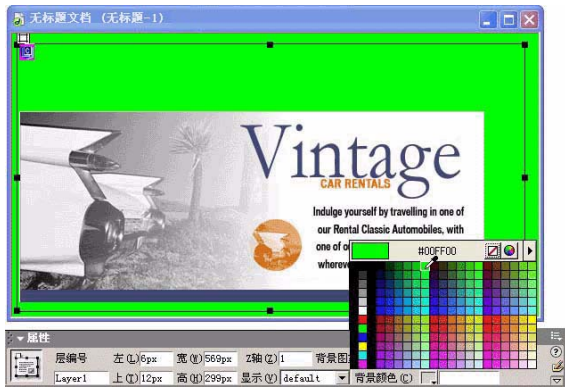 无标题文档 (无标题-1)
Vintage
CAR RENTALS
Indulge yourself by travelling in one of
our Rental Classic Automobiles, with
one of o
wherev
#00FF00
属性
层编号 左(L) 6px 宽(W) 569px Z轴(Z) 1 背景图
Layer1 上(T) 12px 高(H) 299px 显示(V) default 背景颜色(C)